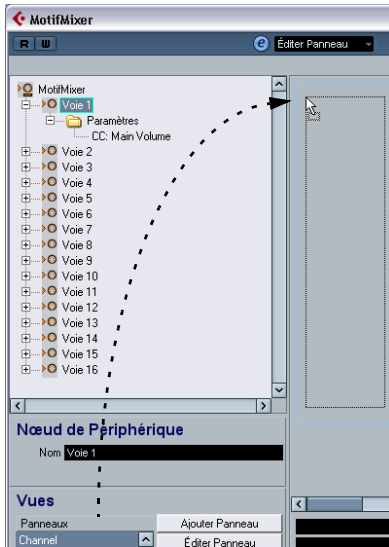 MotifMixer
R W e Éditer Panneau
MotifMixer
Voie 1
Paramètres
CC: Main Volume
Voie 2
Voie 3
Voie 4
Voie 5
Voie 6
Voie 7
Voie 8
Voie 9
Voie 10
Voie 11
Voie 12
Voie 13
Voie 14
Voie 15
Voie 16
Nœud de Périphérique
Nom Voie 1
Vues
Panneaux Ajouter Panneau
Channel Éditer Panneau